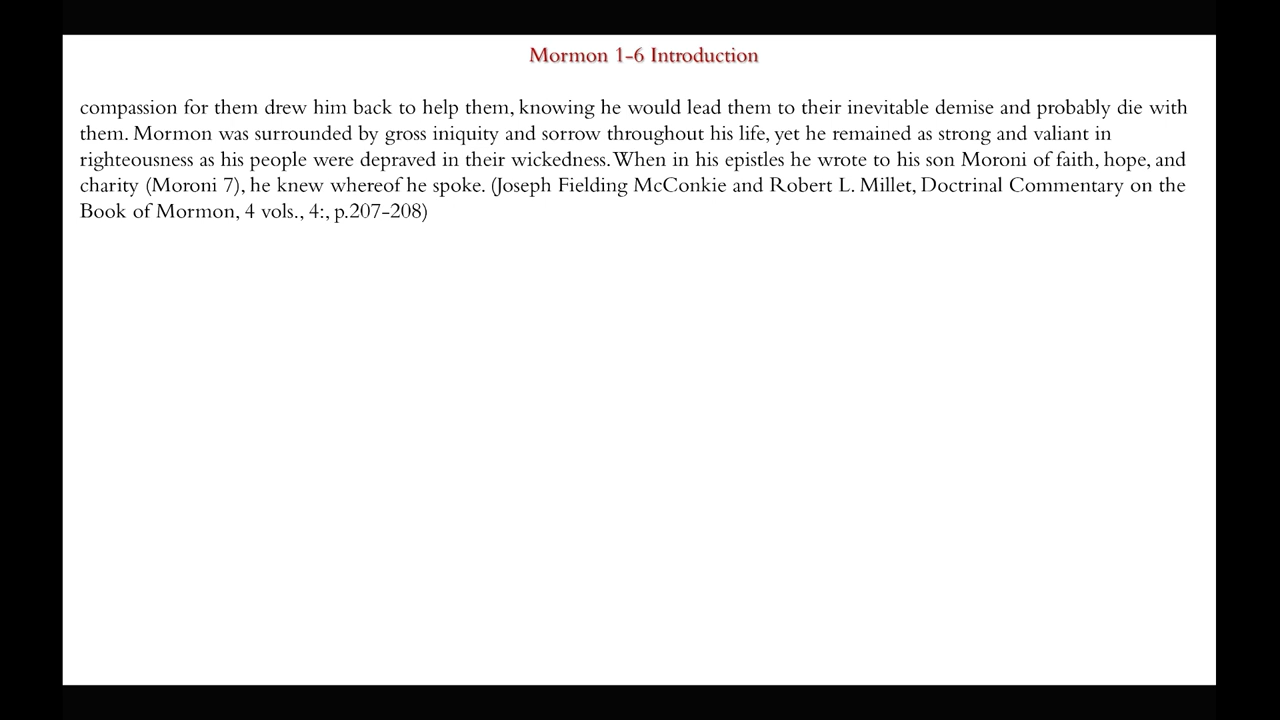 Mormon 1-6 Introduction
compassion for them drew him back to help them, knowing he would lead them to their inevitable demise and probably die with
them. Mormon was surrounded by gross iniquity and sorrow throughout his life, yet he remained as strong and valiant in
righteousness as his people were depraved in their wickedness. When in his epistles he wrote to his son Moroni of faith, hope, and
charity (Moroni 7), he knew whereof he spoke. (Joseph Fielding McConkie and Robert L. Millet, Doctrinal Commentary on the
Book of Mormon, 4 vols., 4:, p.207-208)